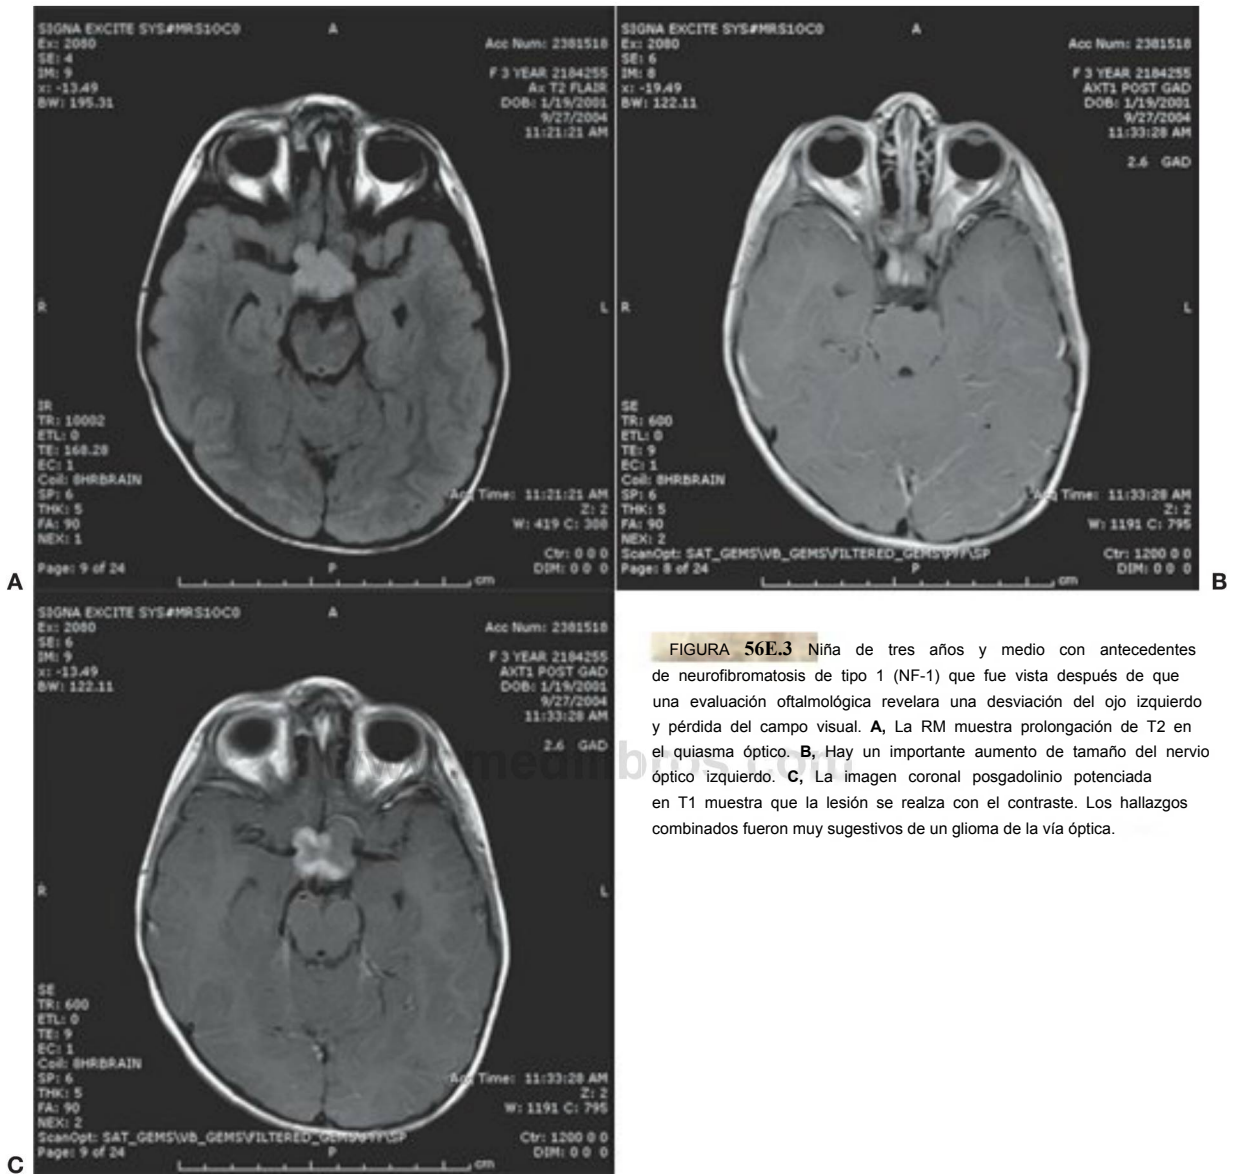 SIGNA EXCITE SYS#MRS1OC0
Ex: 2080
SE: 4
IM: 9
x: -13.49
BW: 195.31
A
Acc Num: 2381518
F 3 YEAR 2184255
Ax T2 FLAIR
DOB: 1/19/2001
9/27/2004
11:21:21 AM
R
L
IR
TR: 10002
ETL: 0
TE: 168.28
EC: 1
Coil: 8HRBRAIN
SP: 6
THK: 5
FA: 90
NEX: 1
Page: 9 of 24
Acq Time: 11:21:21 AM
Z: 2
W: 419 C: 308
Ctr: 0 0 0
DIM: 0 0 0
P
cm
A
SIGNA EXCITE SYS#MRS1OC0
Ex: 2080
SE: 6
IM: 8
x: -19.49
BW: 122.11
A
Acc Num: 2381518
F 3 YEAR 2184255
AXT1 POST GAD
DOB: 1/19/2001
9/27/2004
11:33:28 AM
2.6 GAD
R
L
SE
TR: 600
ETL: 0
TE: 9
EC: 1
Coil: 8HRBRAIN
SP: 6
THK: 5
FA: 90
NEX: 2
ScanOpt: SAT_GEMS\VB_GEMS\FILTERED_GEMS\PFF\SP
Page: 8 of 24
Acq Time: 11:33:28 AM
Z: 2
W: 1191 C: 795
Ctr: 1200 0 0
DIM: 0 0 0
P
cm
B
SIGNA EXCITE SYS#MRS1OC0
Ex: 2080
SE: 6
IM: 9
x: -13.49
BW: 122.11
A
Acc Num: 2381518
F 3 YEAR 2184255
AXT1 POST GAD
DOB: 1/19/2001
9/27/2004
11:33:28 AM
2.6 GAD
R
L
SE
TR: 600
ETL: 0
TE: 9
EC: 1
Coil: 8HRBRAIN
SP: 6
THK: 5
FA: 90
NEX: 2
ScanOpt: SAT_GEMS\VB_GEMS\FILTERED_GEMS\PFF\SP
Page: 9 of 24
Acq Time: 11:33:28 AM
Z: 2
W: 1191 C: 795
Ctr: 1200 0 0
DIM: 0 0 0
P
cm
C
FIGURA 56E.3 Niña de tres años y medio con antecedentes
de neurofibromatosis de tipo 1 (NF-1) que fue vista después de que
una evaluación oftalmológica revelara una desviación del ojo izquierdo
y pérdida del campo visual. A, La RM muestra prolongación de T2 en
el quiasma óptico. B, Hay un importante aumento de tamaño del nervio
óptico izquierdo. C, La imagen coronal posgadolinio potenciada
en T1 muestra que la lesión se realza con el contraste. Los hallazgos
combinados fueron muy sugestivos de un glioma de la vía óptica.